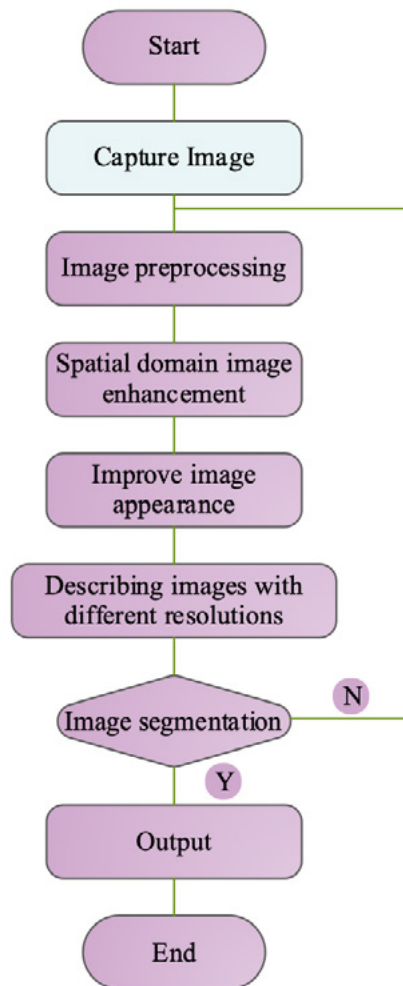 Start
Capture Image
Image preprocessing
Spatial domain image
enhancement
Improve image
appearance
Describing images with
different resolutions
Image segmentation
N
Y
Output
End